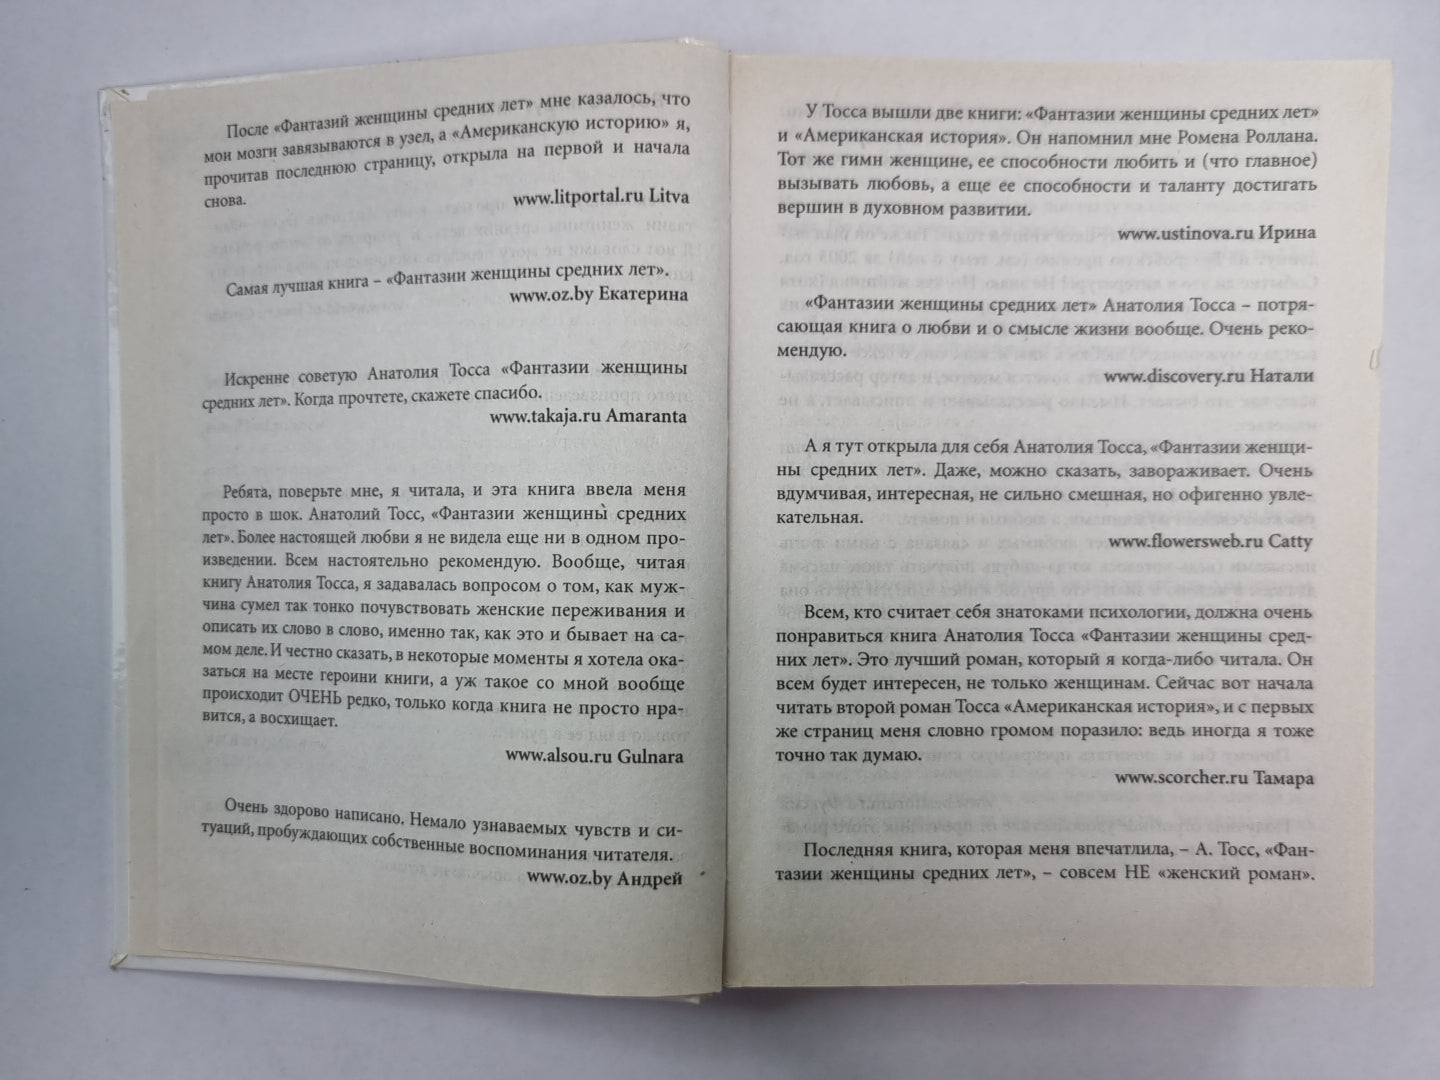 После «Фантазий женщины средних лет» мне казалось, что
мои мозги завязываются в узел, а «Американскую историю» я,
прочитав последнюю страницу, открыла на первой и начала
снова.
www.litportal.ru Litva
Самая лучшая книга – «Фантазии женщины средних лет».
www.oz.by Екатерина
Искренне советую Анатолия Тосса «Фантазии женщины
средних лет». Когда прочтете, скажете спасибо.
www.takaja.ru Amaranta
Ребята, поверьте мне, я читала, и эта книга ввела меня
просто в шок. Анатолий Тосс, «Фантазии женщины средних
лет». Более настоящей любви я не видела еще ни в одном про-
изведении. Всем настоятельно рекомендую. Вообще, читая
книгу Анатолия Тосса, я задавалась вопросом о том, как муж-
чина сумел так тонко почувствовать женские переживания и
описать их слово в слово, именно так, как это и бывает на са-
мом деле. И честно сказать, в некоторые моменты я хотела ока-
заться на месте героини книги, а уж такое со мной вообще
происходит ОЧЕНЬ редко, только когда книга не просто нра-
вится, а восхищает.
www.alsou.ru Gulnara
Очень здорово написано. Немало узнаваемых чувств и си-
туаций, пробуждающих собственные воспоминания читателя.
www.oz.by Андрей
У Тосса вышли две книги: «Фантазии женщины средних лет»
и «Американская история». Он напомнил мне Ромена Роллана.
Тот же гимн женщине, ее способности любить и (что главное)
вызывать любовь, а еще ее способности и таланту достигать
вершин в духовном развитии.
www.ustinova.ru Ирина
«Фантазии женщины средних лет» Анатолия Тосса – потря-
сающая книга о любви и о смысле жизни вообще. Очень реко-
мендую.
www.discovery.ru Натали
А я тут открыла для себя Анатолия Тосса, «Фантазии женщи-
ны средних лет». Даже, можно сказать, завораживает. Очень
вдумчивая, интересная, не сильно смешная, но офигенно увле-
кательная.
www.flowersweb.ru Catty
Всем, кто считает себя знатоками психологии, должна очень
понравиться книга Анатолия Тосса «Фантазии женщины сред-
них лет». Это лучший роман, который я когда-либо читала. Он
всем будет интересен, не только женщинам. Сейчас вот начала
читать второй роман Тосса «Американская история», и с первых
же страниц меня словно громом поразило: ведь иногда я тоже
точно так думаю.
www.scorcher.ru Тамара
Последняя книга, которая меня впечатлила, – А. Тосс, «Фан-
тазии женщины средних лет», – совсем НЕ «женский роман».